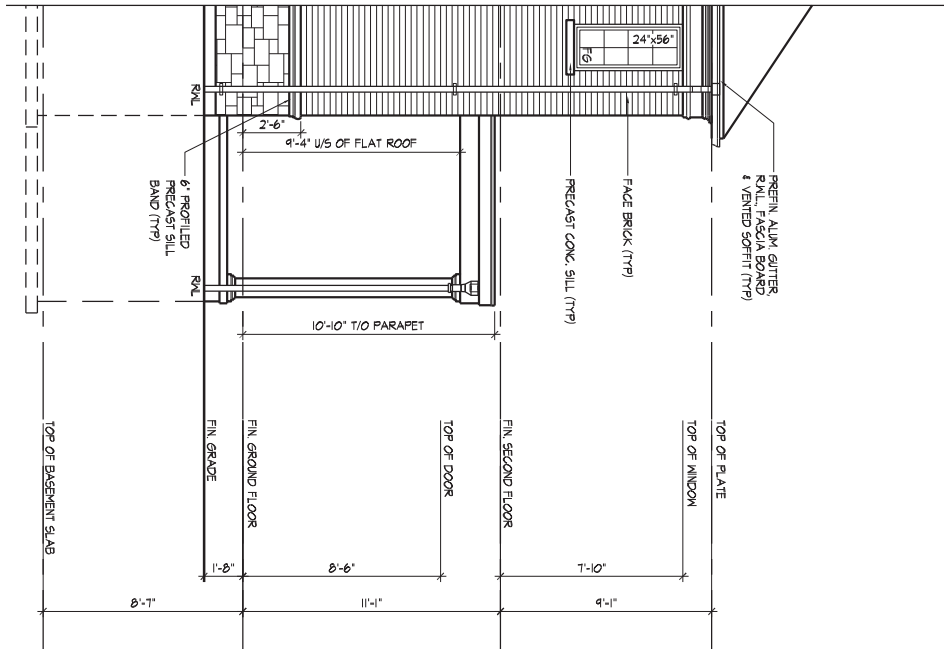 24"x56"
FG
RWL
2'-6"
9'-4" U/S OF FLAT ROOF
6" PROFILED
PRECAST SILL
BAND (TYP)
PRECAST CONC. SILL (TYP)
FACE BRICK (TYP)
PREFIN. ALUM. GUTTER,
R.W.L., FASCIA BOARD
& VENTED SOFFIT (TYP)
RWL
10'-10" T/O PARAPET
TOP OF BASEMENT SLAB
FIN. GRADE
FIN. GROUND FLOOR
TOP OF DOOR
FIN. SECOND FLOOR
TOP OF WINDOW
TOP OF PLATE
1'-8"
8'-6"
7'-10"
8'-7"
11'-1"
9'-1"